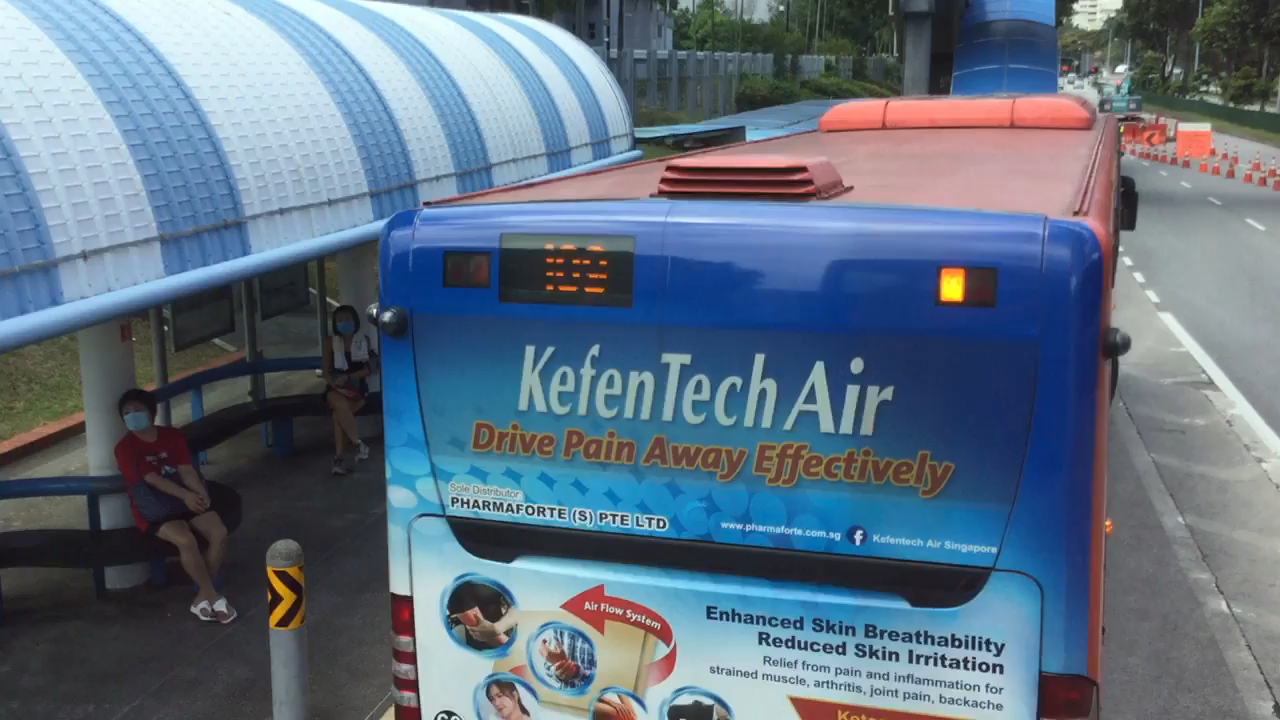 109
KefenTech Air
Drive Pain Away Effectively
Sole Distributor
PHARMAFORTE (S) PTE LTD
www.pharmaforte.com.sg
Kefentech Air Singapore
Air Flow System
Enhanced Skin Breathability
Reduced Skin Irritation
Relief from pain and inflammation for
strained muscle, arthritis, joint pain, backache